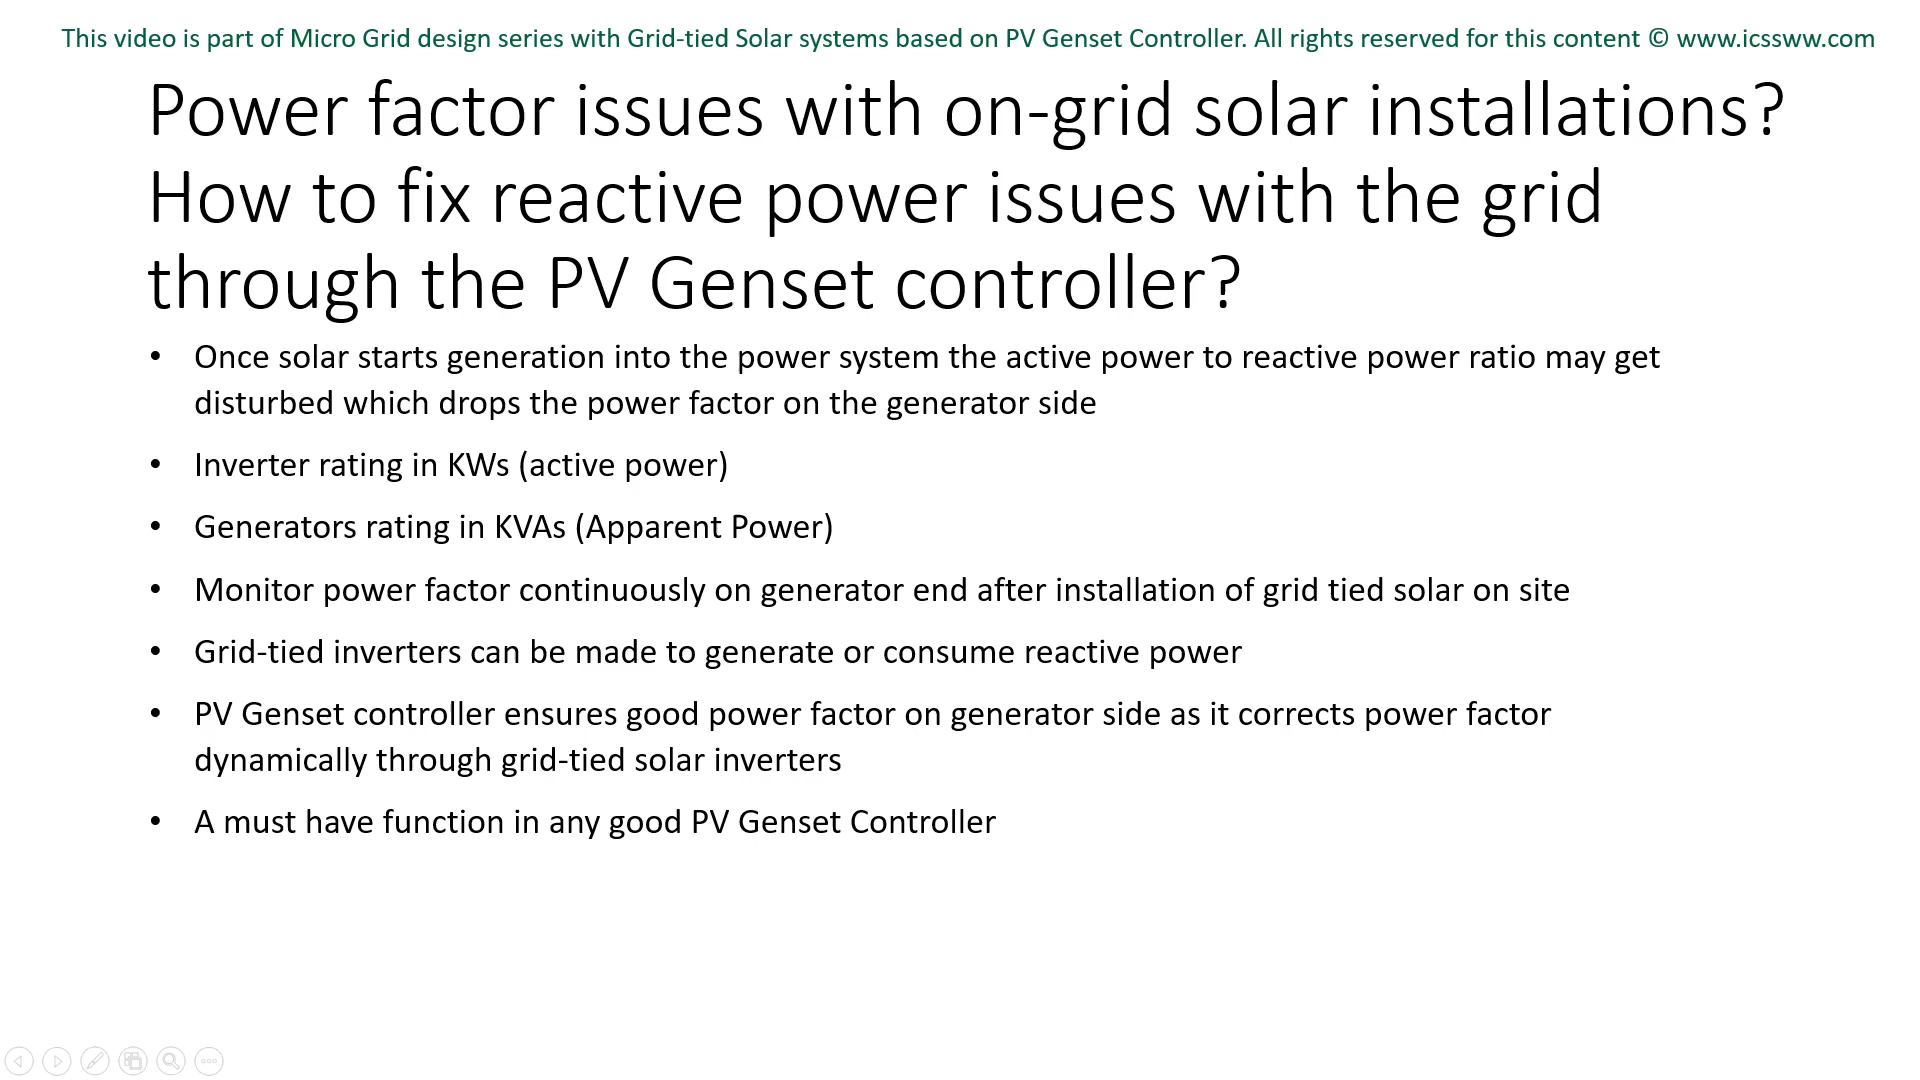 This video is part of Micro Grid design series with Grid-tied Solar systems based on PV Genset Controller. All rights reserved for this content © www.icssww.com
Power factor issues with on-grid solar installations?
How to fix reactive power issues with the grid
through the PV Genset controller?
• Once solar starts generation into the power system the active power to reactive power ratio may get
disturbed which drops the power factor on the generator side
• Inverter rating in KWs (active power)
• Generators rating in KVAs (Apparent Power)
• Monitor power factor continuously on generator end after installation of grid tied solar on site
• Grid-tied inverters can be made to generate or consume reactive power
• PV Genset controller ensures good power factor on generator side as it corrects power factor
dynamically through grid-tied solar inverters
• A must have function in any good PV Genset Controller